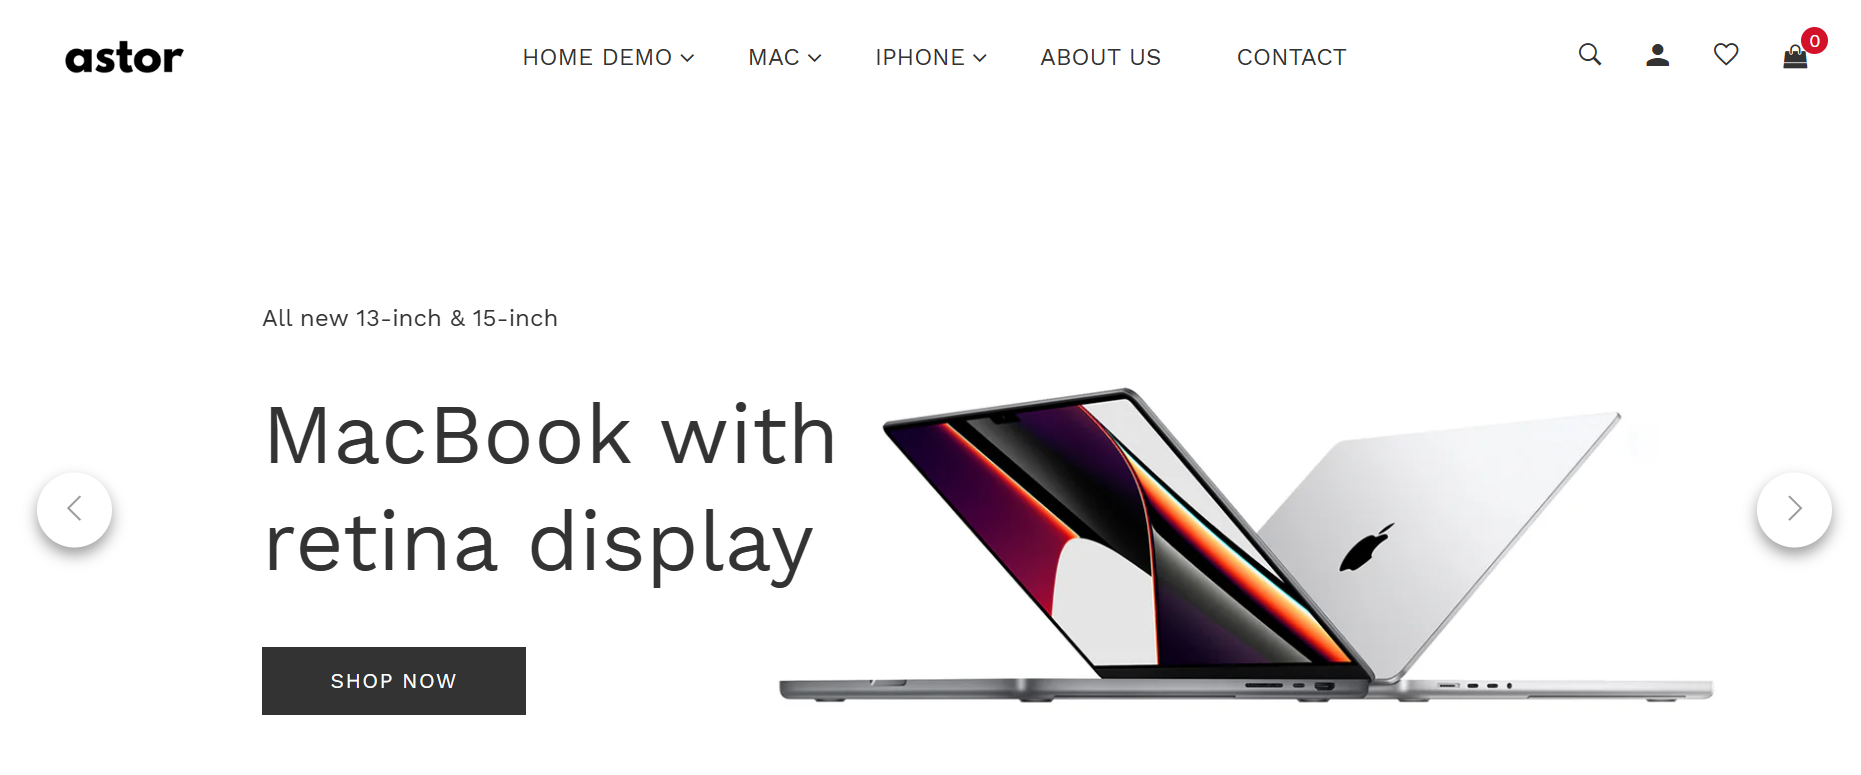 astor
HOME DEMO
MAC
IPHONE
ABOUT US
CONTACT
0
All new 13-inch & 15-inch
MacBook with
retina display
SHOP NOW